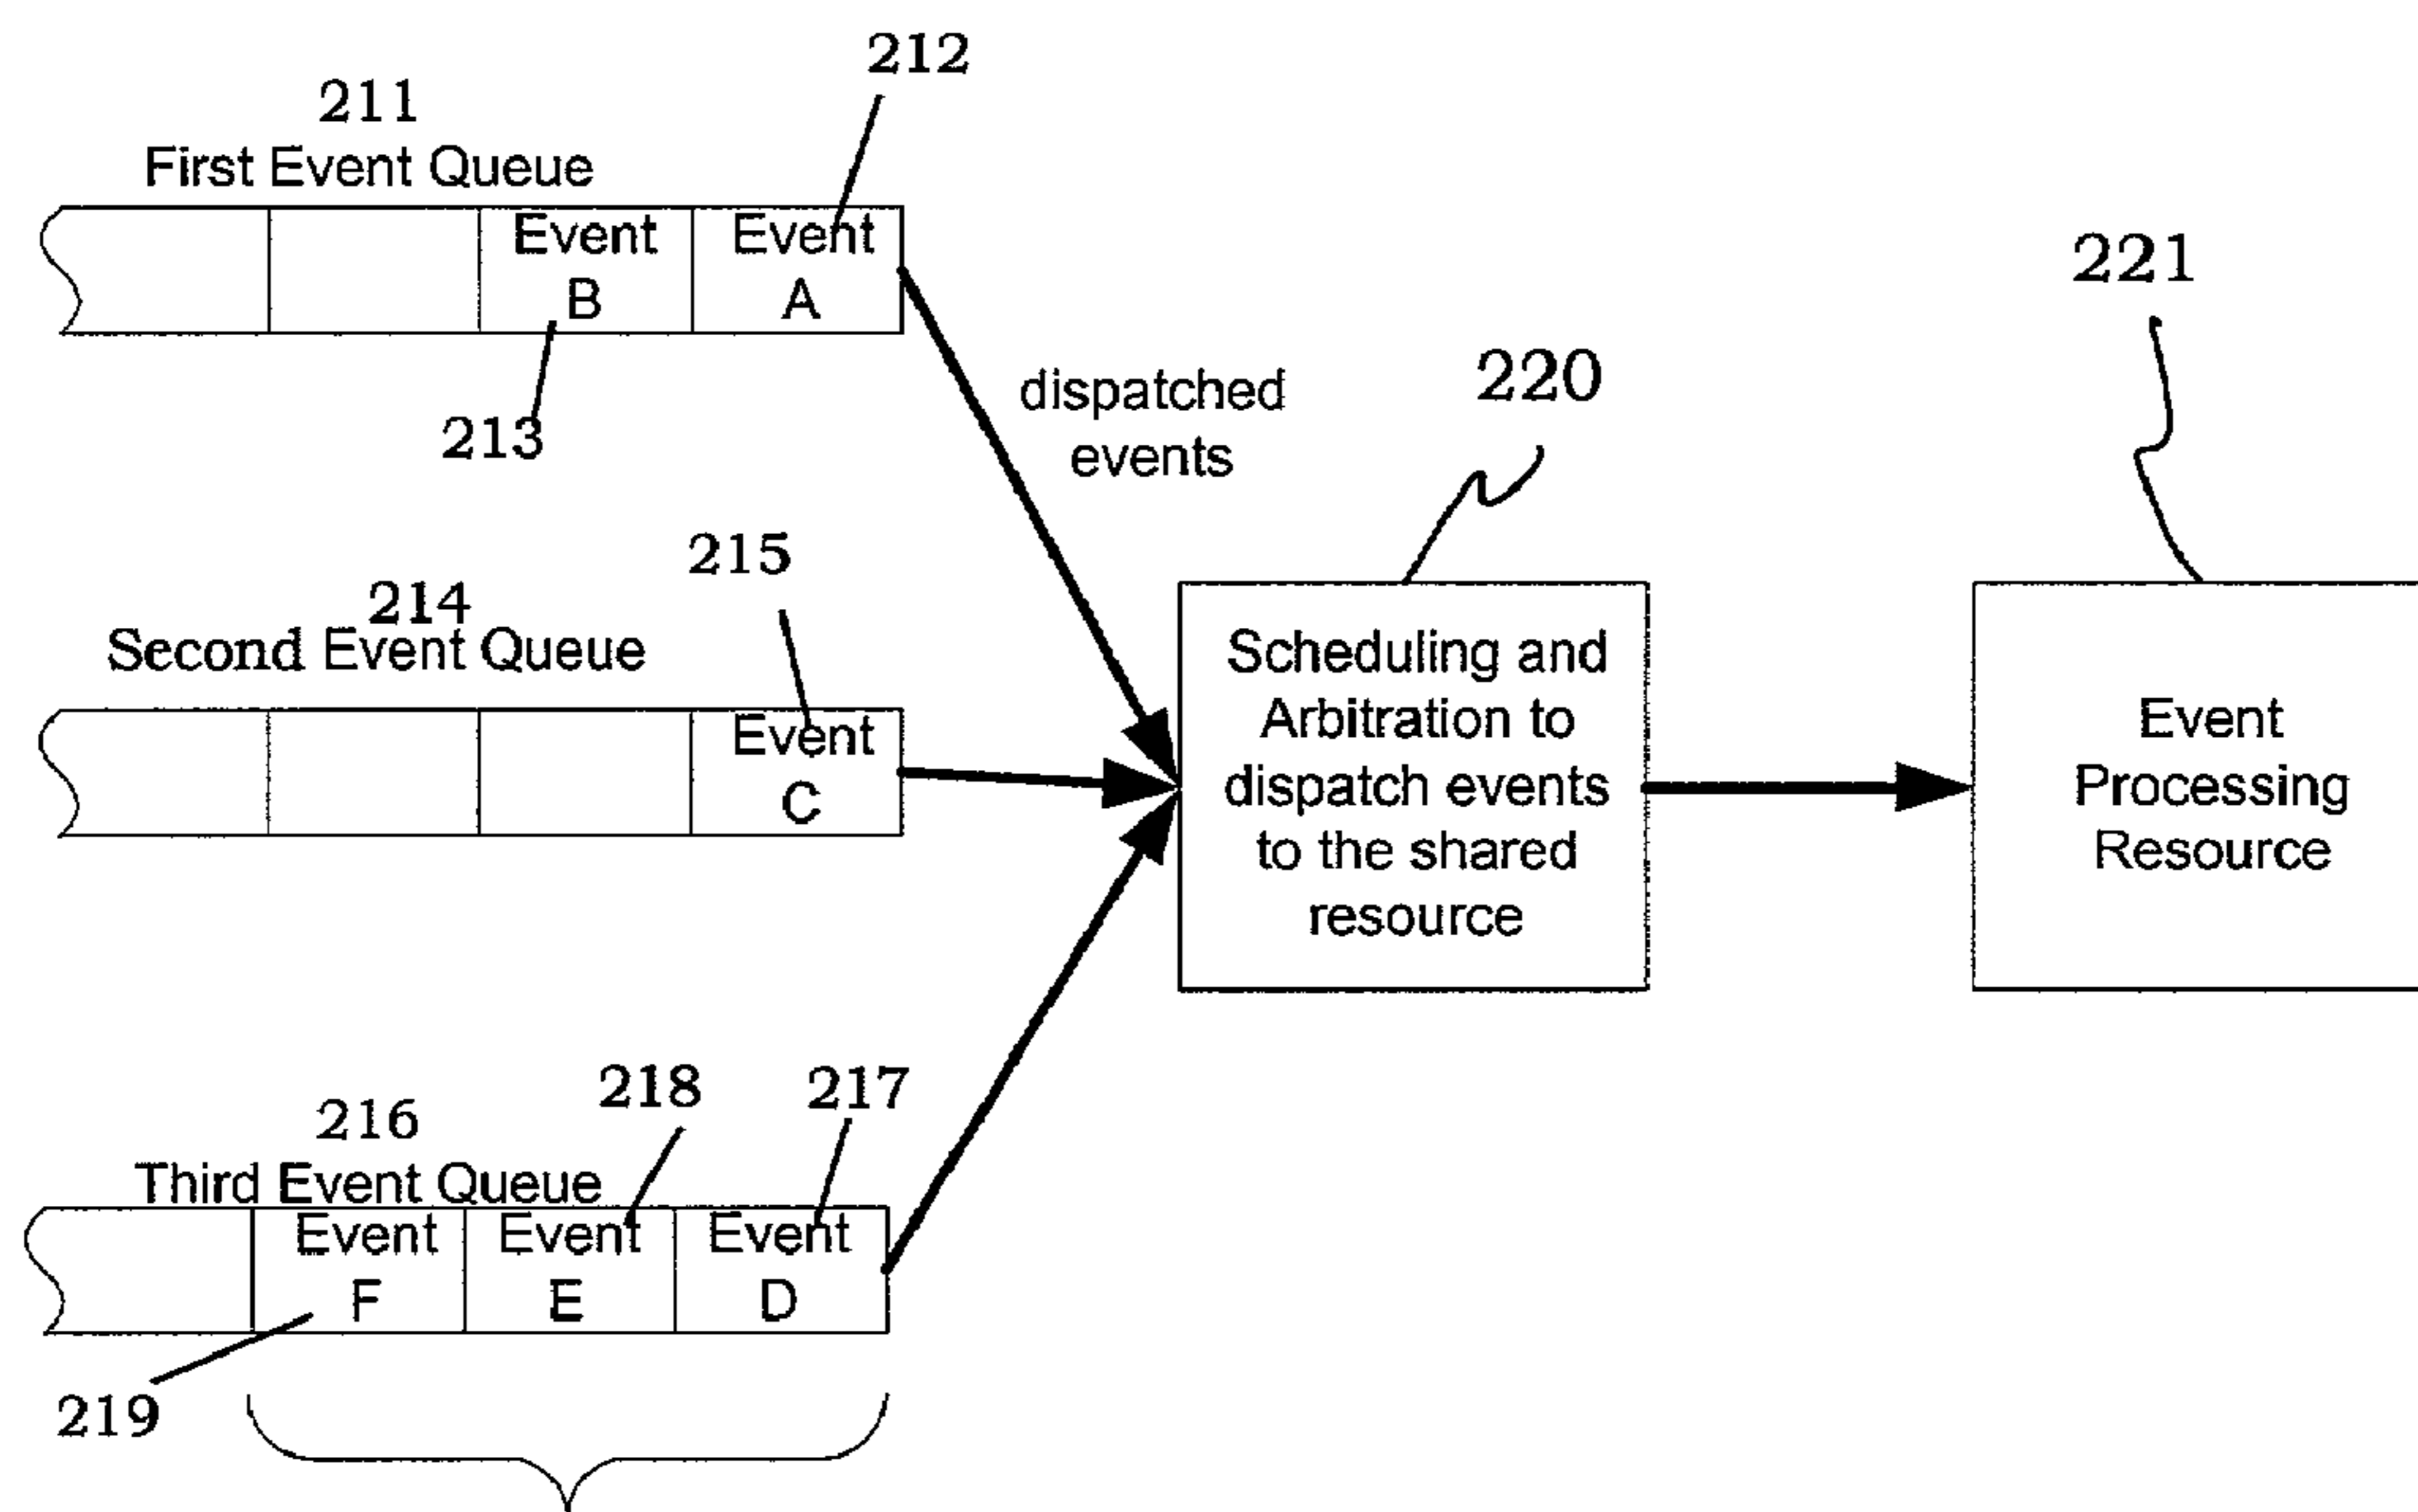 212
211
First Event Queue
Event
B
Event
A
213
dispatched
events
220
221
215
214
Second Event Queue
Event
C
Scheduling and
Arbitration to
dispatch events
to the shared
resource
Event
Processing
Resource
218
217
216
Third Event Queue
Event
F
Event
E
Event
D
219